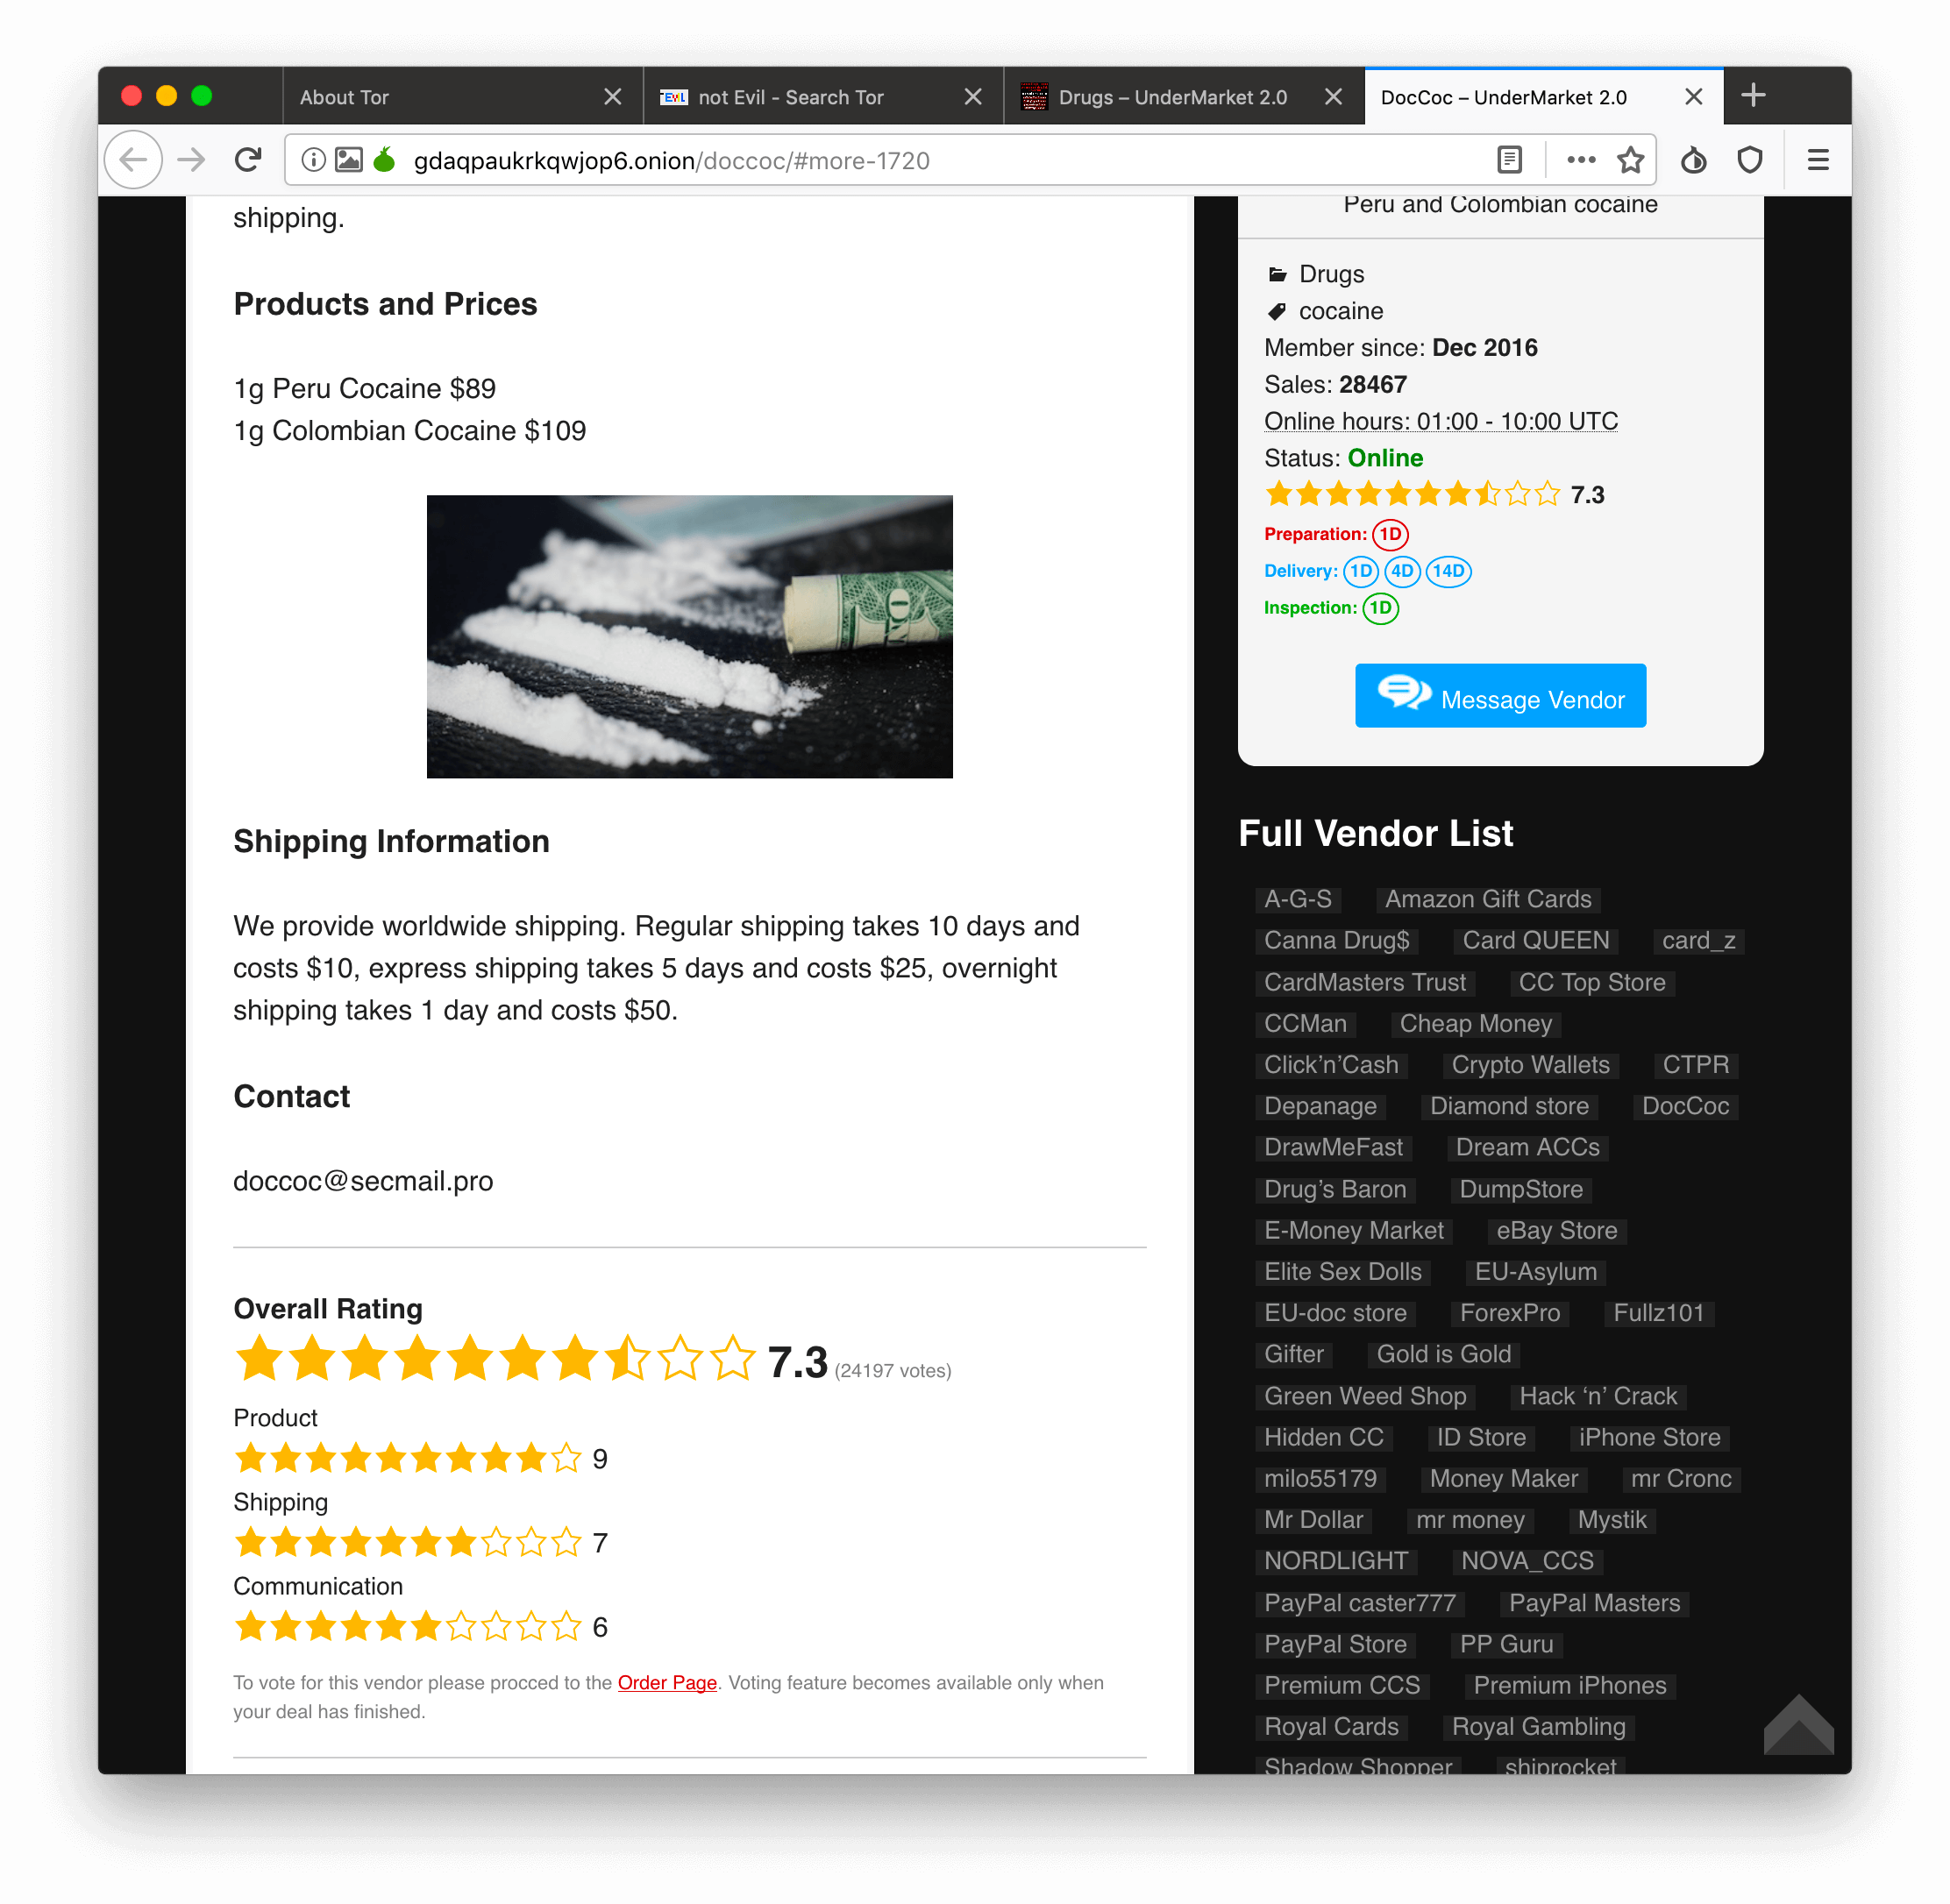 About Tor
not Evil - Search Tor
Drugs – UnderMarket 2.0
DocCoc – UnderMarket 2.0
gdaqpaukrkqwjop6.onion/doccoc/#more-1720
shipping.
Products and Prices
1g Peru Cocaine $89
1g Colombian Cocaine $109
Shipping Information
We provide worldwide shipping. Regular shipping takes 10 days and
costs $10, express shipping takes 5 days and costs $25, overnight
shipping takes 1 day and costs $50.
Contact
doccoc@secmail.pro
Overall Rating
7.3 (24197 votes)
Product
9
Shipping
7
Communication
6
To vote for this vendor please procced to the Order Page. Voting feature becomes available only when
your deal has finished.
Peru and Colombian cocaine
Drugs
cocaine
Member since: Dec 2016
Sales: 28467
Online hours: 01:00 - 10:00 UTC
Status: Online
7.3
Preparation: 1D
Delivery: 1D 4D 14D
Inspection: 1D
Message Vendor
Full Vendor List
A-G-S Amazon Gift Cards
Canna Drug$ Card QUEEN card_z
CardMasters Trust CC Top Store
CCMan Cheap Money
Click’n’Cash Crypto Wallets CTPR
Depanage Diamond store DocCoc
DrawMeFast Dream ACCs
Drug’s Baron DumpStore
E-Money Market eBay Store
Elite Sex Dolls EU-Asylum
EU-doc store ForexPro Fullz101
Gifter Gold is Gold
Green Weed Shop Hack ‘n’ Crack
Hidden CC ID Store iPhone Store
milo55179 Money Maker mr Cronc
Mr Dollar mr money Mystik
NORDLIGHT NOVA_CCS
PayPal caster777 PayPal Masters
PayPal Store PP Guru
Premium CCS Premium iPhones
Royal Cards Royal Gambling
Shadow Shopper shiprocket